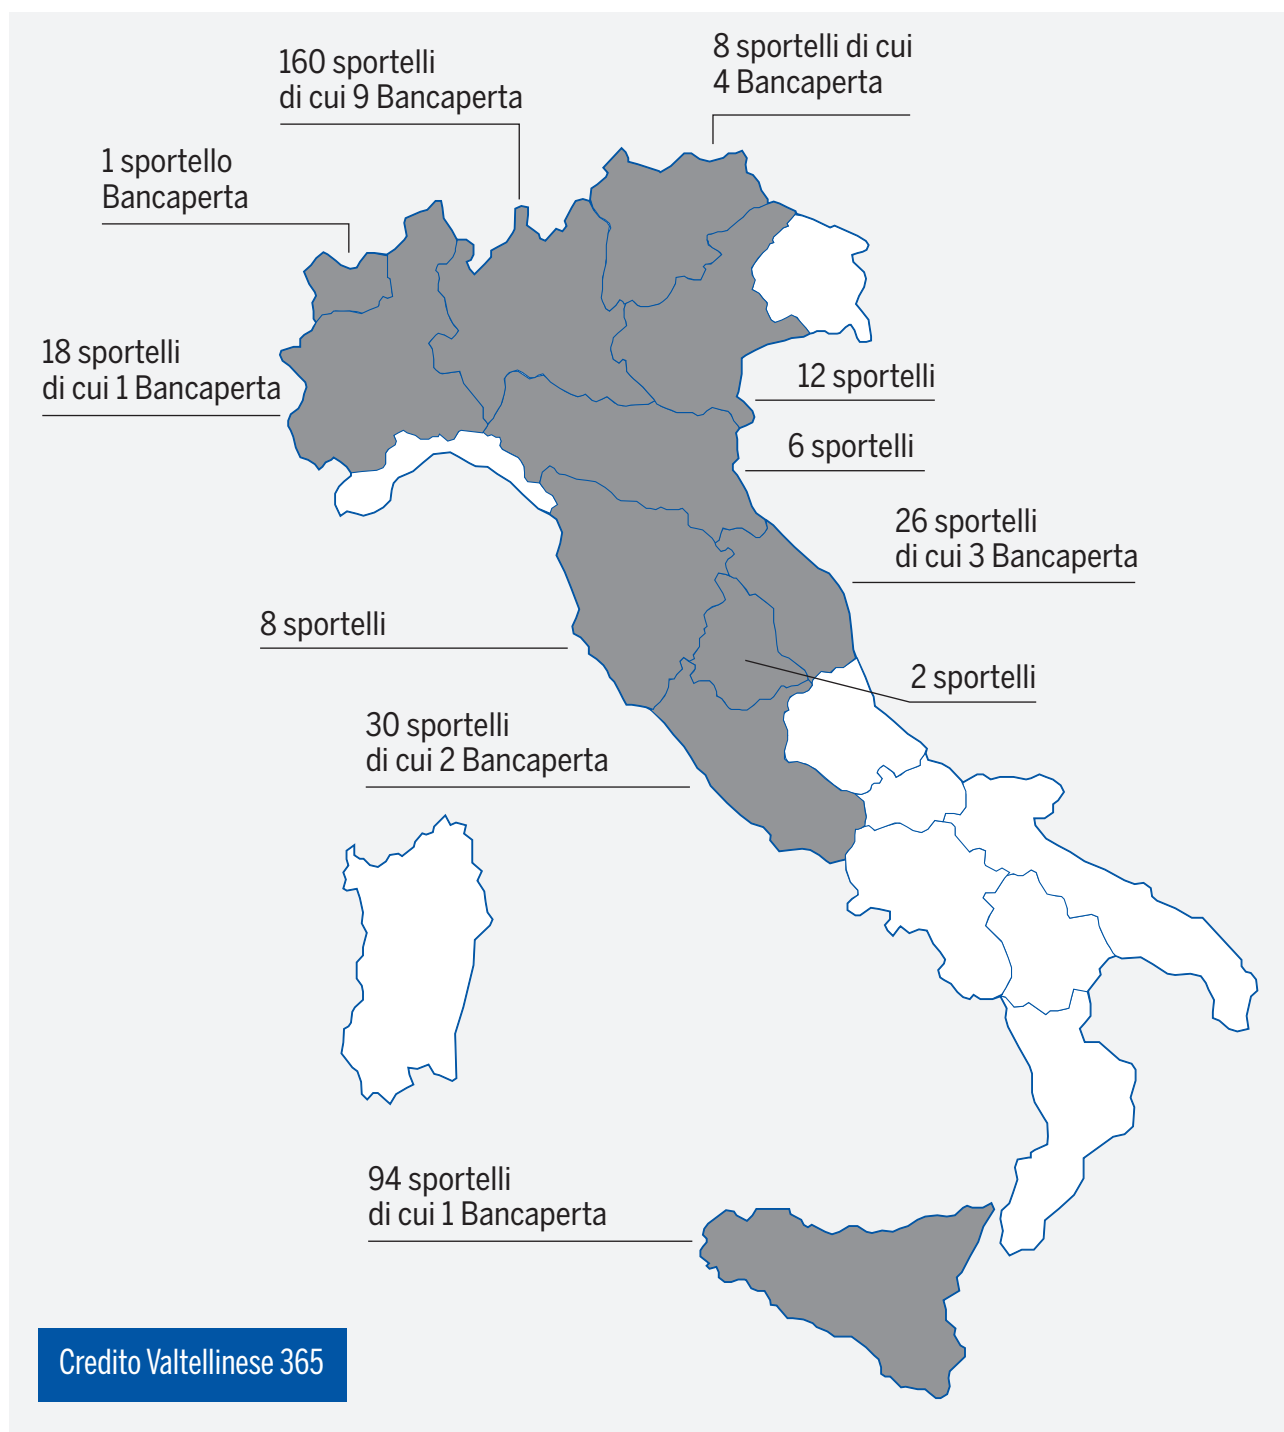 8 sportelli di cui
4 Bancaperta
160 sportelli
di cui 9 Bancaperta
1 sportello
Bancaperta
18 sportelli
di cui 1 Bancaperta
12 sportelli
6 sportelli
26 sportelli
di cui 3 Bancaperta
8 sportelli
2 sportelli
30 sportelli
di cui 2 Bancaperta
94 sportelli
di cui 1 Bancaperta
Credito Valtellinese 365